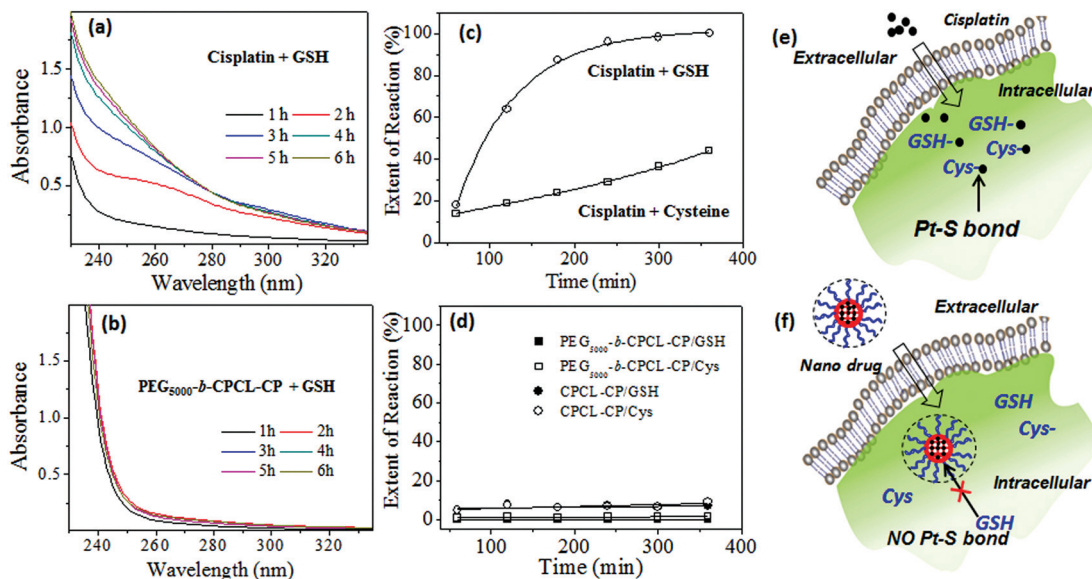 (a)
Cisplatin + GSH
1 h 2 h
3 h 4 h
5 h 6 h
Absorbance
1.5
1.0
0.5
240 260 280 300 320
Wavelength (nm)
(b)
PEG5000-b-CPCL-CP + GSH
1h 2h
3h 4h
5h 6h
Absorbance
1.5
1.0
0.5
240 260 280 300 320
Wavelength (nm)
(c)
Cisplatin + GSH
Cisplatin + Cysteine
Extent of Reaction (%)
100
80
60
40
20
0
0 100 200 300 400
Time (min)
(d)
PEG5000-b-CPCL-CP/GSH
PEG5000-b-CPCL-CP/Cys
CPCL-CP/GSH
CPCL-CP/Cys
Extent of Reaction (%)
100
80
60
40
20
0
100 200 300 400
Time (min)
(e)
Cisplatin
Extracellular
Intracellular
GSH-
GSH-
Cys-
Cys-
Pt-S bond
(f)
Extracellular
Nano drug
GSH
Cys-
Intracellular
Cys
GSH
NO Pt-S bond